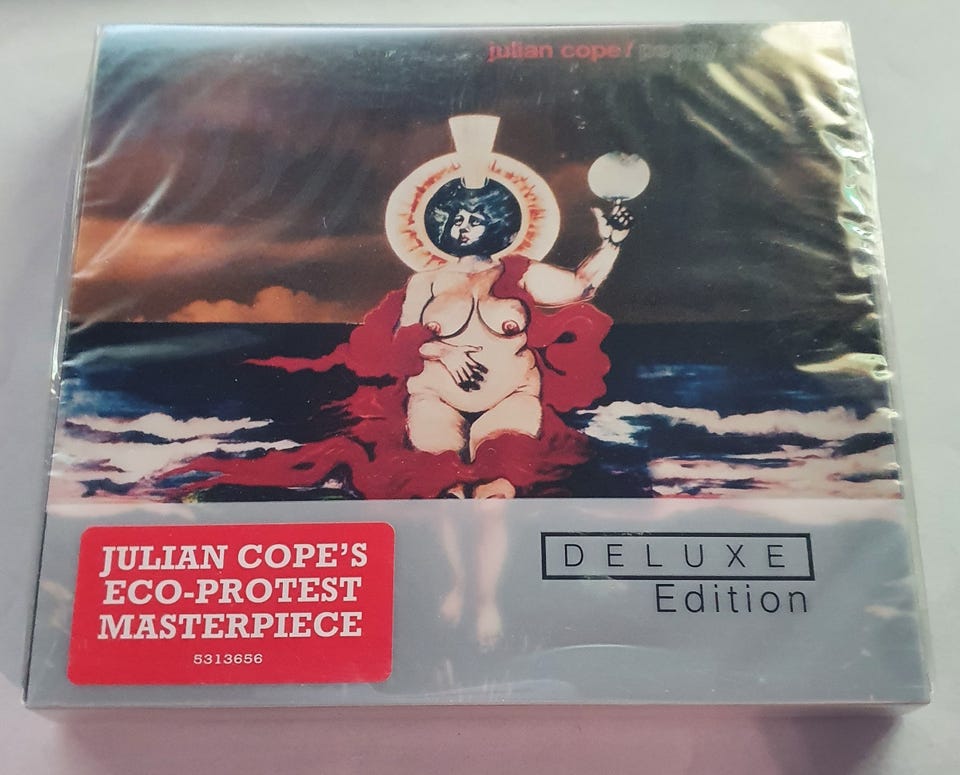 julian cope/
JULIAN COPE'S
ECO-PROTEST
MASTERPIECE
5313656
DELUXE
Edition